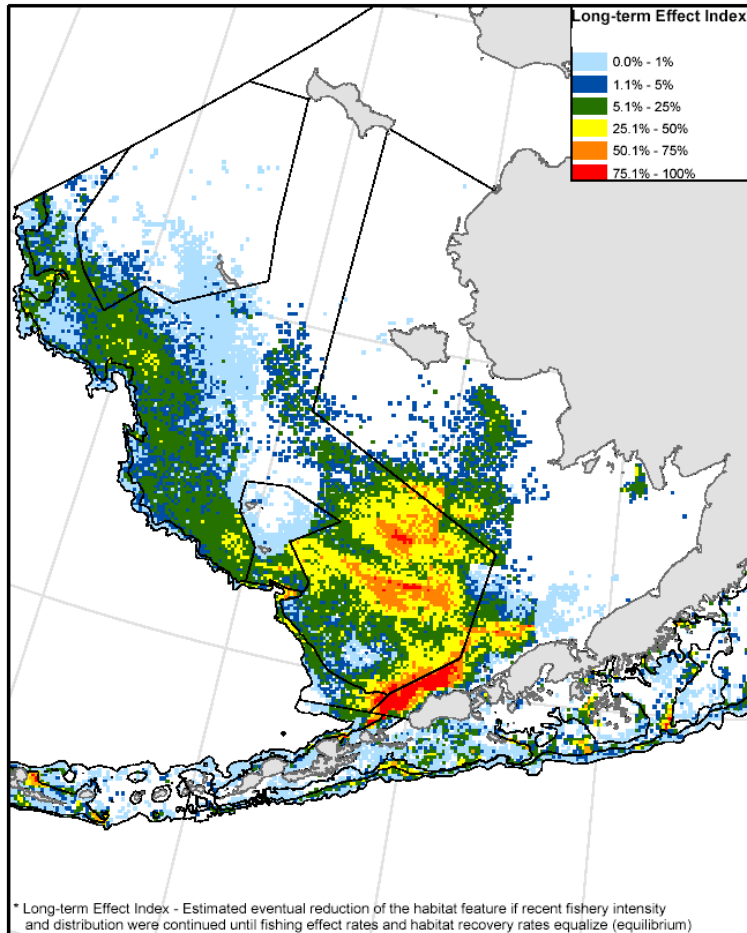 Long-term Effect Index
0.0% - 1%
1.1% - 5%
5.1% - 25%
25.1% - 50%
50.1% - 75%
75.1% - 100%
* Long-term Effect Index - Estimated eventual reduction of the habitat feature if recent fishery intensity
and distribution were continued until fishing effect rates and habitat recovery rates equalize (equilibrium)